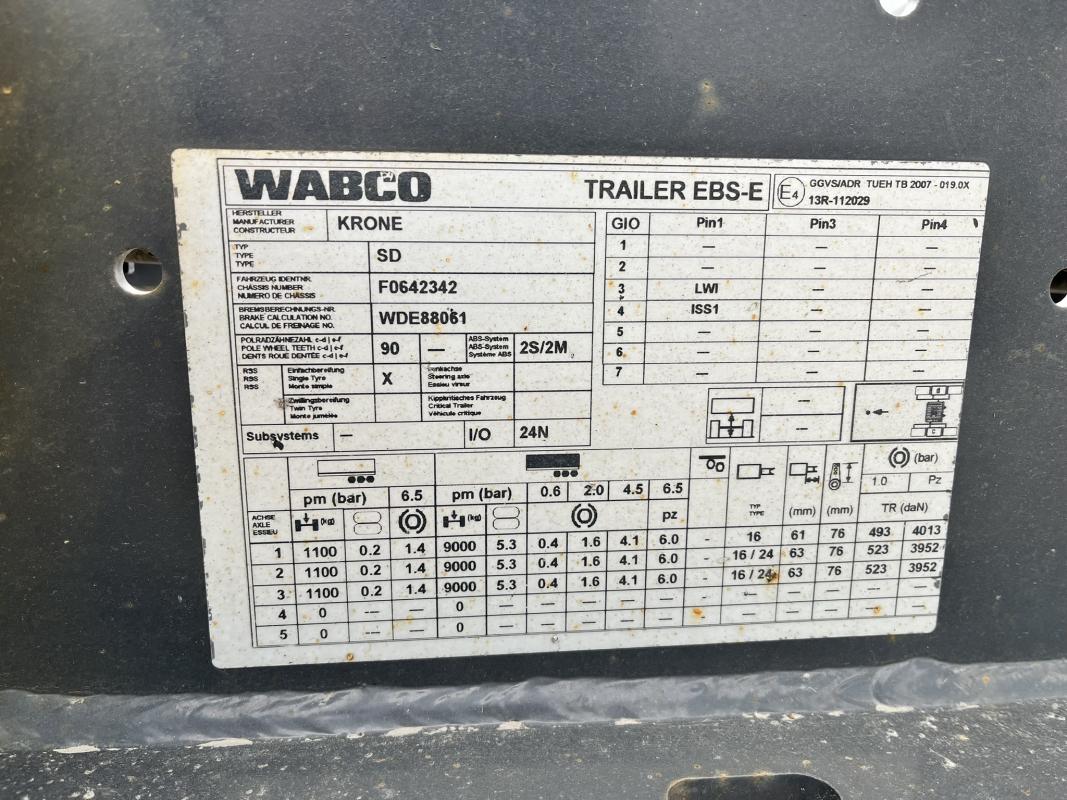 WABCO TRAILER EBS-E E4 GGVS/ADR TUEH TB 2007 - 019.0X
13R-112029
HERSTELLER
MANUFACTURER
CONSTRUCTEUR
KRONE
TYP
TYPE
TYPE
SD
FAHRZEUG IDENTNR.
CHASSIS NUMBER
NUMERO DE CHASSIS
F0642342
BREMSBERECHNUNGS-NR.
BRAKE CALCULATION NO.
CALCUL DE FREINAGE NO.
WDE88061
POLRADZÄHNEZAHL c-d | e-f
POLE WHEEL TEETH c-d | e-f
DENTS ROUE DENTÉE c-d | e-f
90 —
ABS-System
ABS-System
Système ABS
2S/2M
RSS
RSS
RSS
Einfachbereifung
Single Tyre
Monte simple
X
Lenkachse
Steering axle
Essieu vireur
Zwillingsbereifung
Twin Tyre
Monte jumelée
Kippkritisches Fahrzeug
Critical Trailer
Véhicule critique
Subsystems — I/O 24N
GIO Pin1 Pin3 Pin4
1 — — —
2 — — —
3 LWI — —
4 ISS1 — —
5 — — —
6 — — —
7 — — —
—
—
pm (bar) 6.5 pm (bar) 0.6 2.0 4.5 6.5
(bar)
1.0 Pz
ACHSE
AXLE
ESSIEU
(kg) (kg) pz
TYP
TYPE
(mm) (mm) TR (daN)
1 1100 0.2 1.4 9000 5.3 0.4 1.6 4.1 6.0 - 16 61 76 493 4013
2 1100 0.2 1.4 9000 5.3 0.4 1.6 4.1 6.0 - 16 / 24 63 76 523 3952
3 1100 0.2 1.4 9000 5.3 0.4 1.6 4.1 6.0 - 16 / 24 63 76 523 3952
4 0 --- — 0 — — — — — - — — — — —
5 0 --- — 0 — — — — — — — — — — —